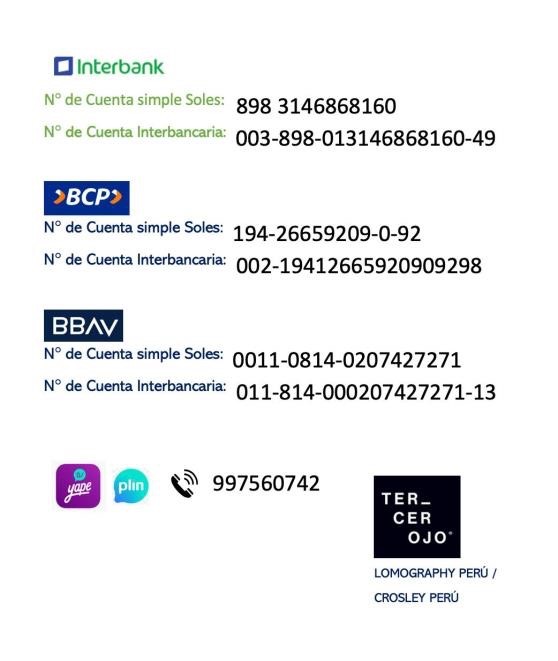 Interbank
N° de Cuenta simple Soles: 898 3146868160
N° de Cuenta Interbancaria: 003-898-013146868160-49
BCP
N° de Cuenta simple Soles: 194-26659209-0-92
N° de Cuenta Interbancaria: 002-19412665920909298
BBVA
N° de Cuenta simple Soles: 0011-0814-0207427271
N° de Cuenta Interbancaria: 011-814-000207427271-13
yape plin 997560742
TER_
CER
OJO®
LOMOGRAPHY PERÚ /
CROSLEY PERÚ